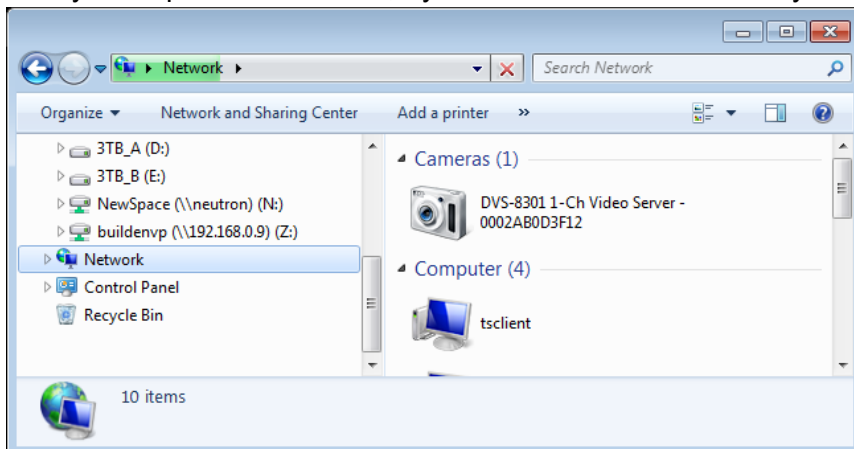 Network
Search Network
Organize
Network and Sharing Center
Add a printer
»
3TB_A (D:)
3TB_B (E:)
NewSpace (\\neutron) (N:)
buildenvp (\\192.168.0.9) (Z:)
Network
Control Panel
Recycle Bin
Cameras (1)
DVS-8301 1-Ch Video Server -
0002AB0D3F12
Computer (4)
tsclient
10 items